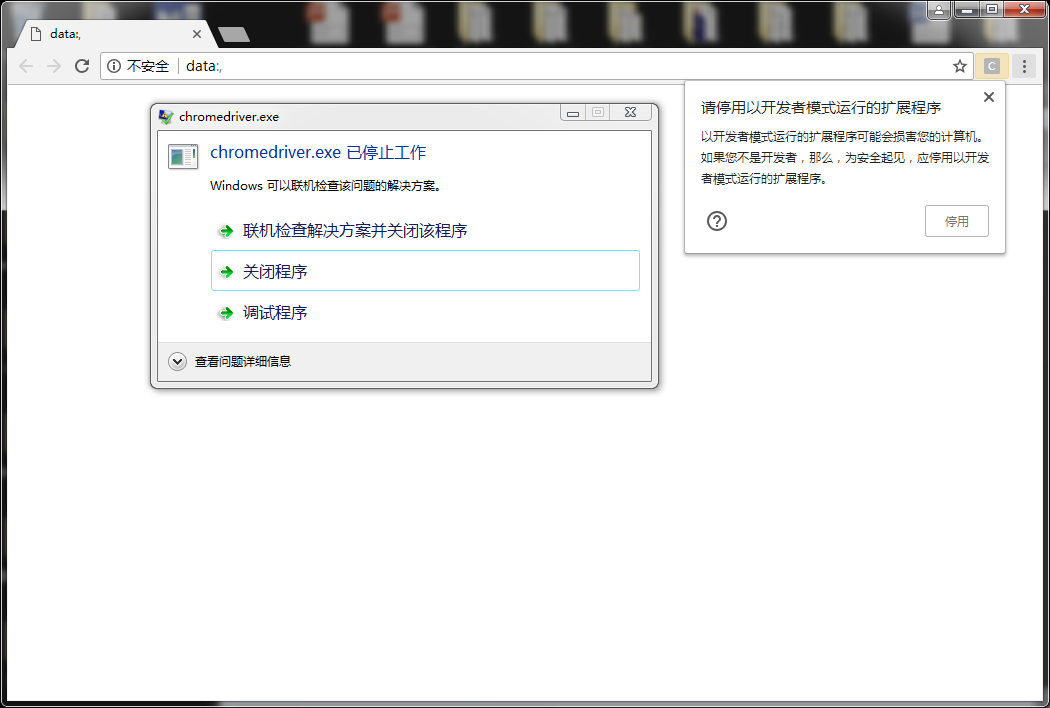 data:,
不安全
data:,
C
请停用以开发者模式运行的扩展程序
以开发者模式运行的扩展程序可能会损害您的计算机。
如果您不是开发者，那么，为安全起见，应停用以开发
者模式运行的扩展程序。
停用
chromedriver.exe
chromedriver.exe 已停止工作
Windows 可以联机检查该问题的解决方案。
联机检查解决方案并关闭该程序
关闭程序
调试程序
查看问题详细信息